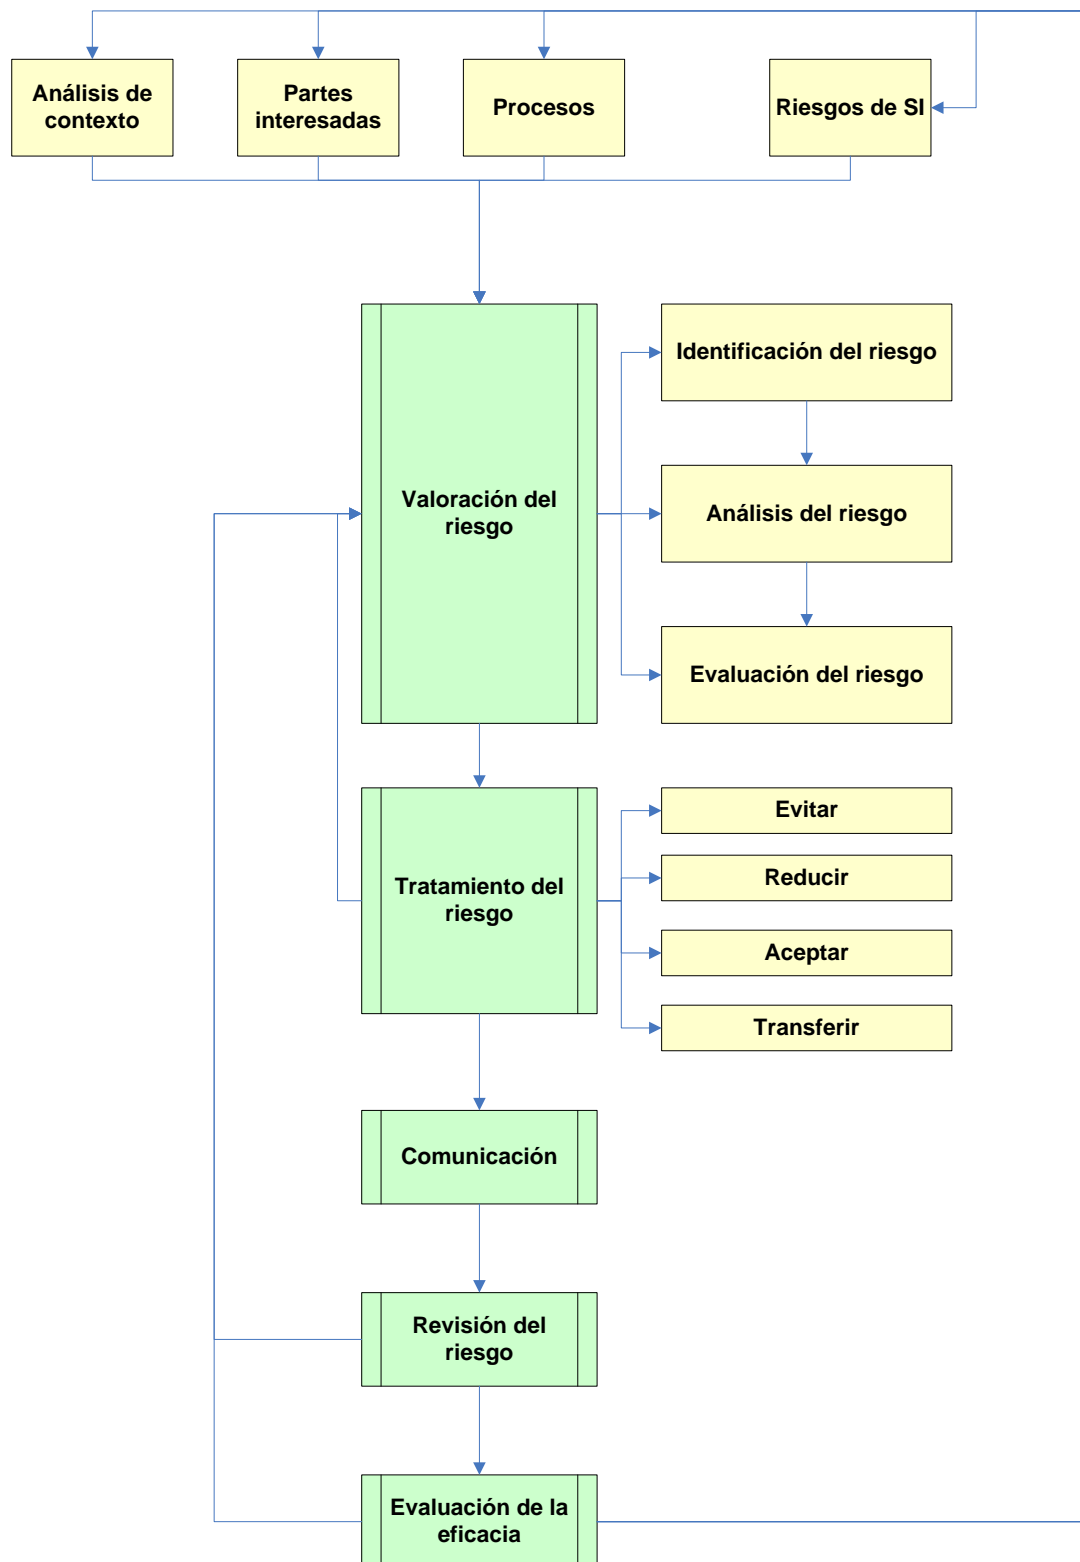 Análisis de
contexto
Partes
interesadas
Procesos
Riesgos de SI
Valoración del
riesgo
Identificación del riesgo
Análisis del riesgo
Evaluación del riesgo
Tratamiento del
riesgo
Evitar
Reducir
Aceptar
Transferir
Comunicación
Revisión del
riesgo
Evaluación de la
eficacia